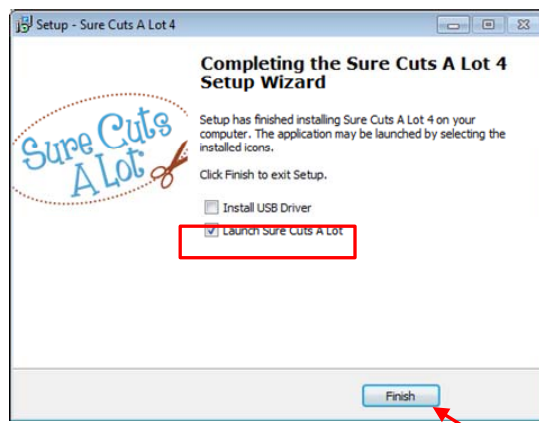 Setup - Sure Cuts A Lot 4
Completing the Sure Cuts A Lot 4
Setup Wizard
Sure Cuts
A Lot
Setup has finished installing Sure Cuts A Lot 4 on your
computer. The application may be launched by selecting the
installed icons.
Click Finish to exit Setup.
Install USB Driver
Launch Sure Cuts A Lot
Finish